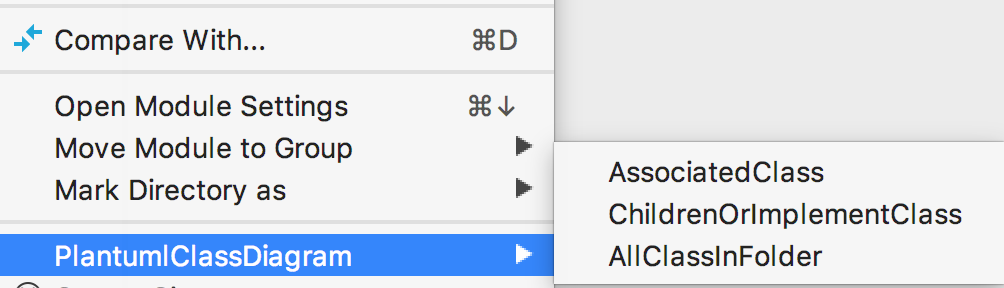 Compare With... ⌘D
Open Module Settings ⌘↓
Move Module to Group
Mark Directory as
PlantumlClassDiagram
AssociatedClass
ChildrenOrImplementClass
AllClassInFolder